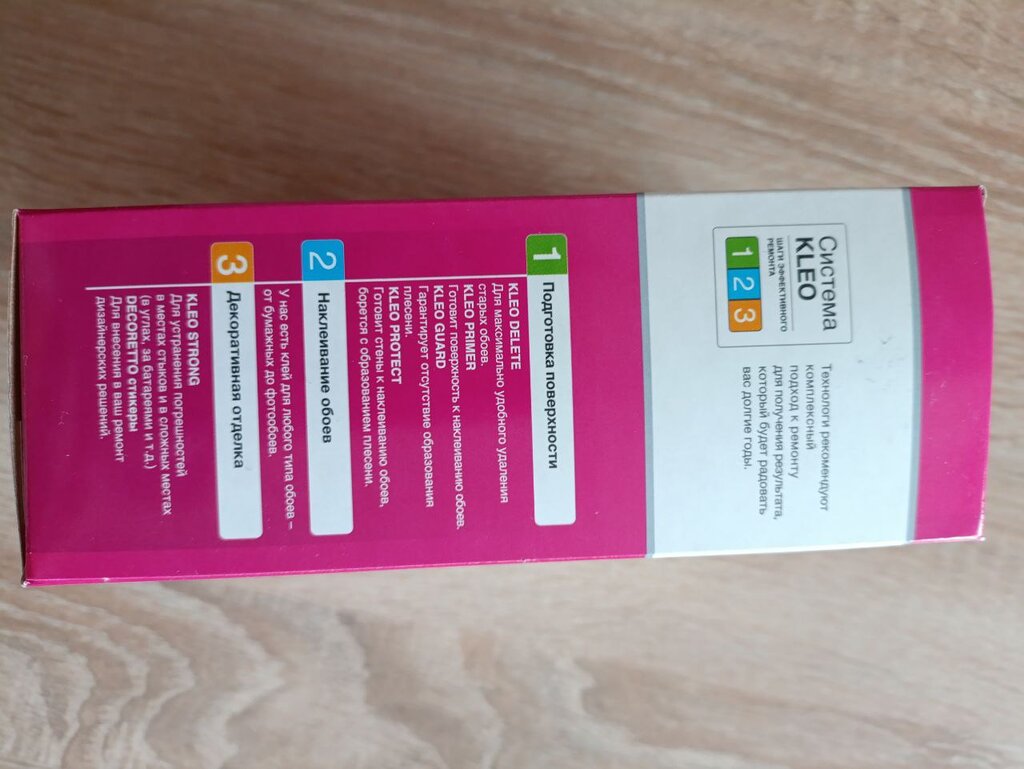 Система
KLEO
ШАГИ ЭФФЕКТИВНОГО
РЕМОНТА
1 2 3
Технологи рекомендуют
комплексный
подход к ремонту
для получения результата,
который будет радовать
вас долгие годы.
1 Подготовка поверхности
KLEO DELETE
Для максимально удобного удаления
старых обоев.
KLEO PRIMER
Готовит поверхность к наклеиванию обоев.
KLEO GUARD
Гарантирует отсутствие образования
плесени.
KLEO PROTECT
Готовит стены к наклеиванию обоев,
борется с образованием плесени.
2 Наклеивание обоев
У нас есть клей для любого типа обоев –
от бумажных до фотообоев.
3 Декоративная отделка
KLEO STRONG
Для устранения погрешностей
в местах стыков и в сложных местах
(в углах, за батареями и т.д.)
DECORETTO стикеры
Для внесения в ваш ремонт
дизайнерских решений.